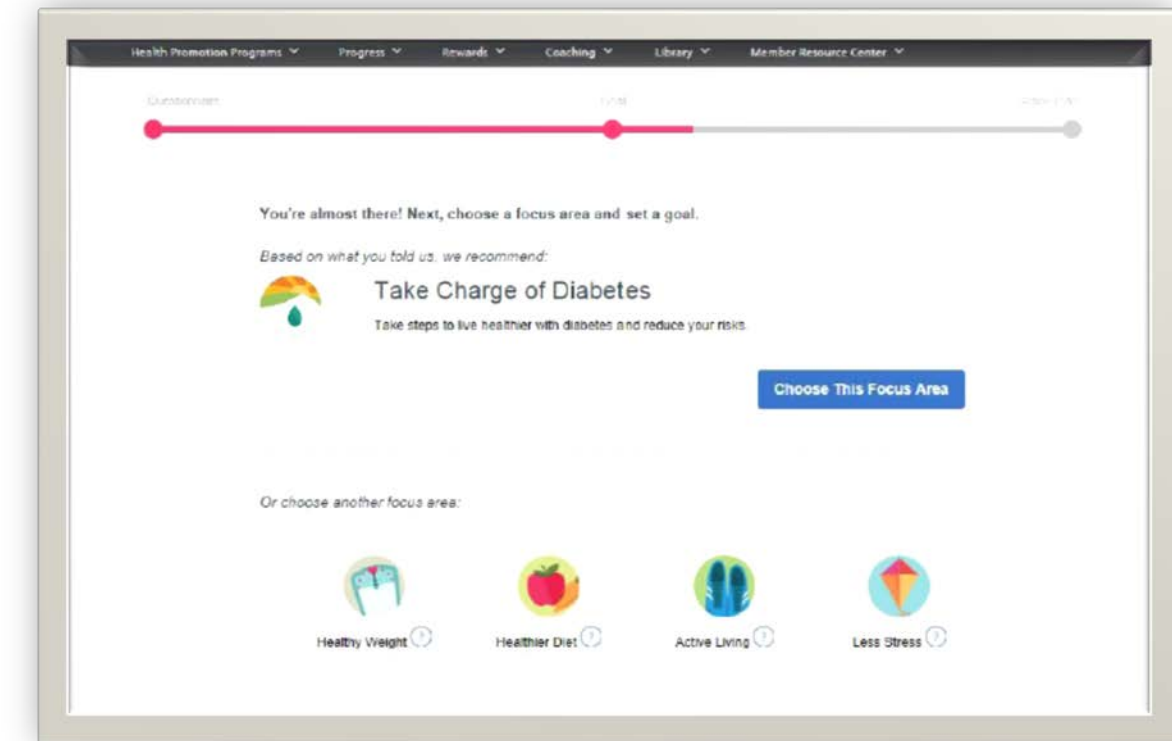 Health Promotion Programs Progress Rewards Coaching Library Member Resource Center
Questionnaire Goal
You're almost there! Next, choose a focus area and set a goal.
Based on what you told us, we recommend:
Take Charge of Diabetes
Take steps to live healthier with diabetes and reduce your risks.
Choose This Focus Area
Or choose another focus area:
Healthy Weight ? Healthier Diet ? Active Living ? Less Stress ?